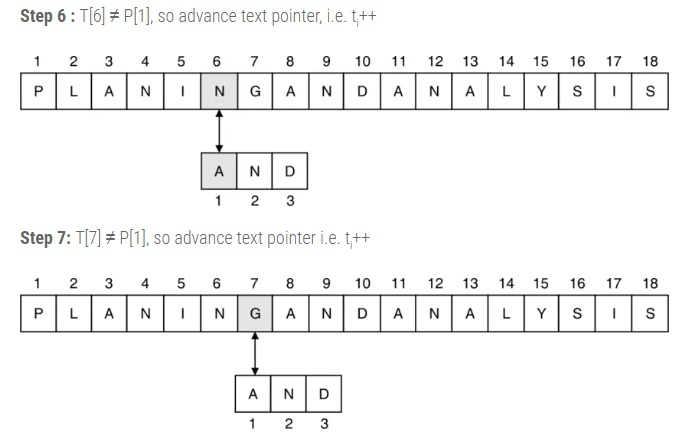 Step 6 : T[6] ≠ P[1], so advance text pointer, i.e. tᵢ++
1 2 3 4 5 6 7 8 9 10 11 12 13 14 15 16 17 18
P L A N I N G A N D A N A L Y S I S
A N D
1 2 3
Step 7: T[7] ≠ P[1], so advance text pointer i.e. tᵢ++
1 2 3 4 5 6 7 8 9 10 11 12 13 14 15 16 17 18
P L A N I N G A N D A N A L Y S I S
A N D
1 2 3